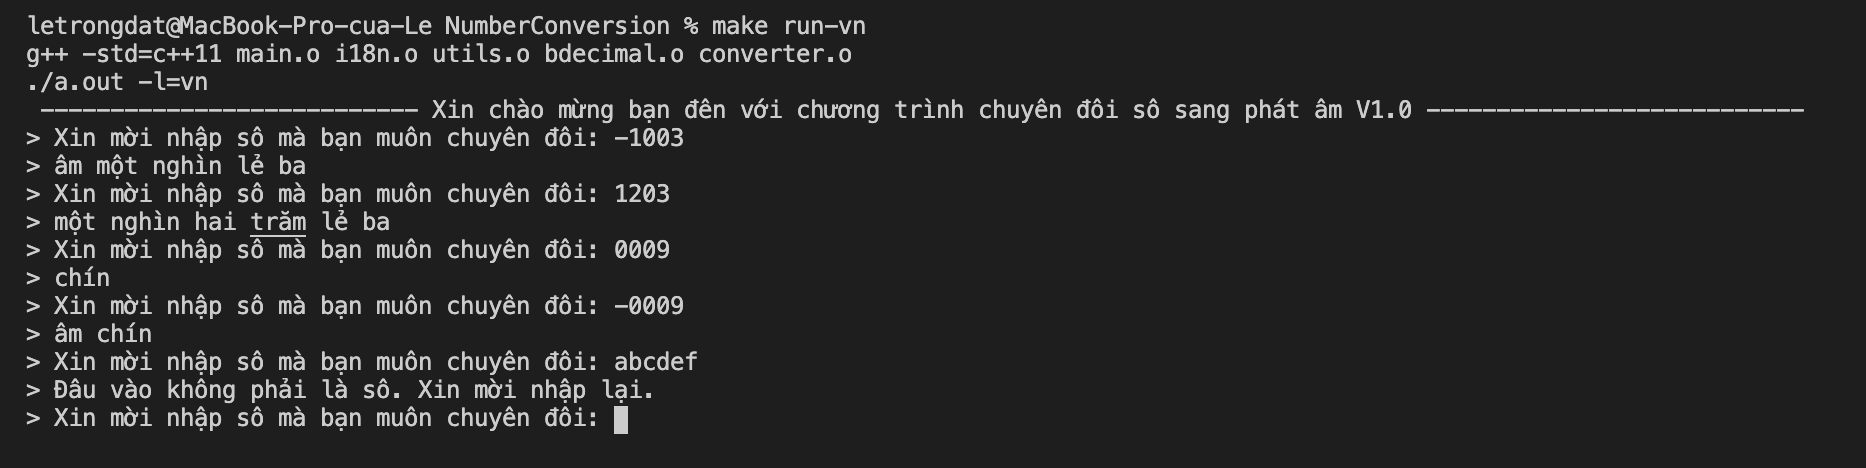 letrongdat@MacBook-Pro-cua-Le NumberConversion % make run-vn
g++ -std=c++11 main.o i18n.o utils.o bdecimal.o converter.o
./a.out -l=vn
--------------------------- Xin chào mừng bạn đên với chương trình chuyên đôi sô sang phát âm V1.0 ---------------------------
> Xin mời nhập sô mà bạn muôn chuyên đôi: -1003
> âm một nghìn lẻ ba
> Xin mời nhập sô mà bạn muôn chuyên đôi: 1203
> một nghìn hai trăm lẻ ba
> Xin mời nhập sô mà bạn muôn chuyên đôi: 0009
> chín
> Xin mời nhập sô mà bạn muôn chuyên đôi: -0009
> âm chín
> Xin mời nhập sô mà bạn muôn chuyên đôi: abcdef
> Đâu vào không phải là sô. Xin mời nhập lại.
> Xin mời nhập sô mà bạn muôn chuyên đôi: